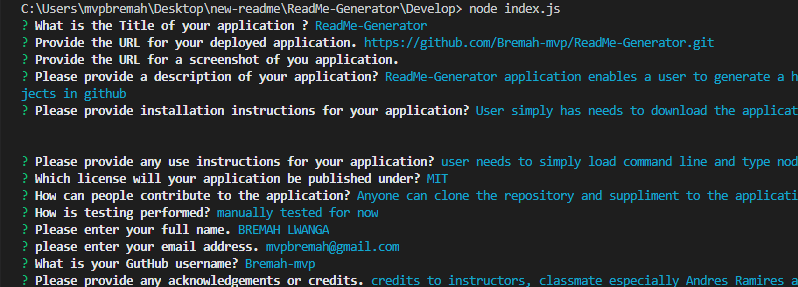 C:\Users\mvpbremah\Desktop\new-readme\ReadMe-Generator\Develop> node index.js
? What is the Title of your application ? ReadMe-Generator
? Provide the URL for your deployed application. https://github.com/Bremah-mvp/ReadMe-Generator.git
? Provide the URL for a screenshot of you application.
? Please provide a description of your application? ReadMe-Generator application enables a user to generate a h
jects in github
? Please provide installation instructions for your application? User simply has needs to download the applicat
? Please provide any use instructions for your application? user needs to simply load command line and type nod
? Which license will your application be published under? MIT
? How can people contribute to the application? Anyone can clone the repository and suppliment to the applicati
? How is testing performed? manually tested for now
? Please enter your full name. BREMAH LWANGA
? please enter your email address. mvpbremah@gmail.com
? What is your GutHub username? Bremah-mvp
? Please provide any acknowledgements or credits. credits to instructors, classmate especially Andres Ramires a